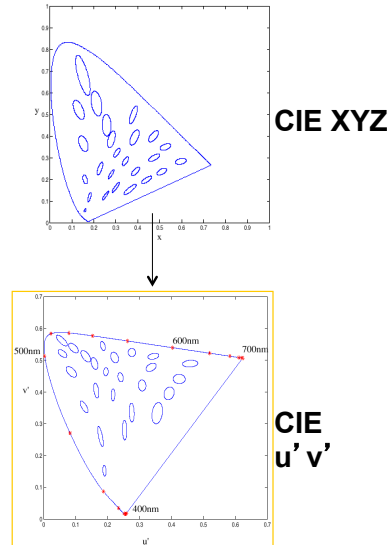 1
0.9
0.8
0.7
0.6
0.5
0.4
0.3
0.2
0.1
0
y
0 0.1 0.2 0.3 0.4 0.5 0.6 0.7 0.8 0.9 1
x
CIE XYZ
0.7
0.6
0.5
0.4
0.3
0.2
0.1
0
v'
500nm
600nm
700nm
400nm
0 0.1 0.2 0.3 0.4 0.5 0.6 0.7
u'
CIE
u' v'